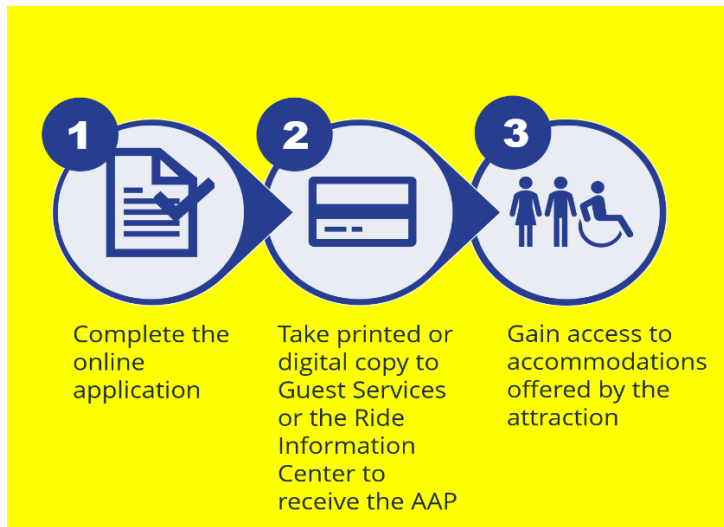 1
Complete the
online
application
2
Take printed or
digital copy to
Guest Services
or the Ride
Information
Center to
receive the AAP
3
Gain access to
accommodations
offered by the
attraction